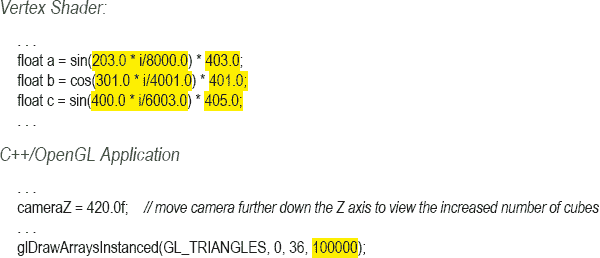 Vertex Shader:
. . .
float a = sin(203.0 * i/8000.0) * 403.0;
float b = cos(301.0 * i/4001.0) * 401.0;
float c = sin(400.0 * i/6003.0) * 405.0;
. . .
C++/OpenGL Application
. . .
cameraZ = 420.0f; // move camera further down the Z axis to view the increased number of cubes
. . .
glDrawArraysInstanced(GL_TRIANGLES, 0, 36, 100000);